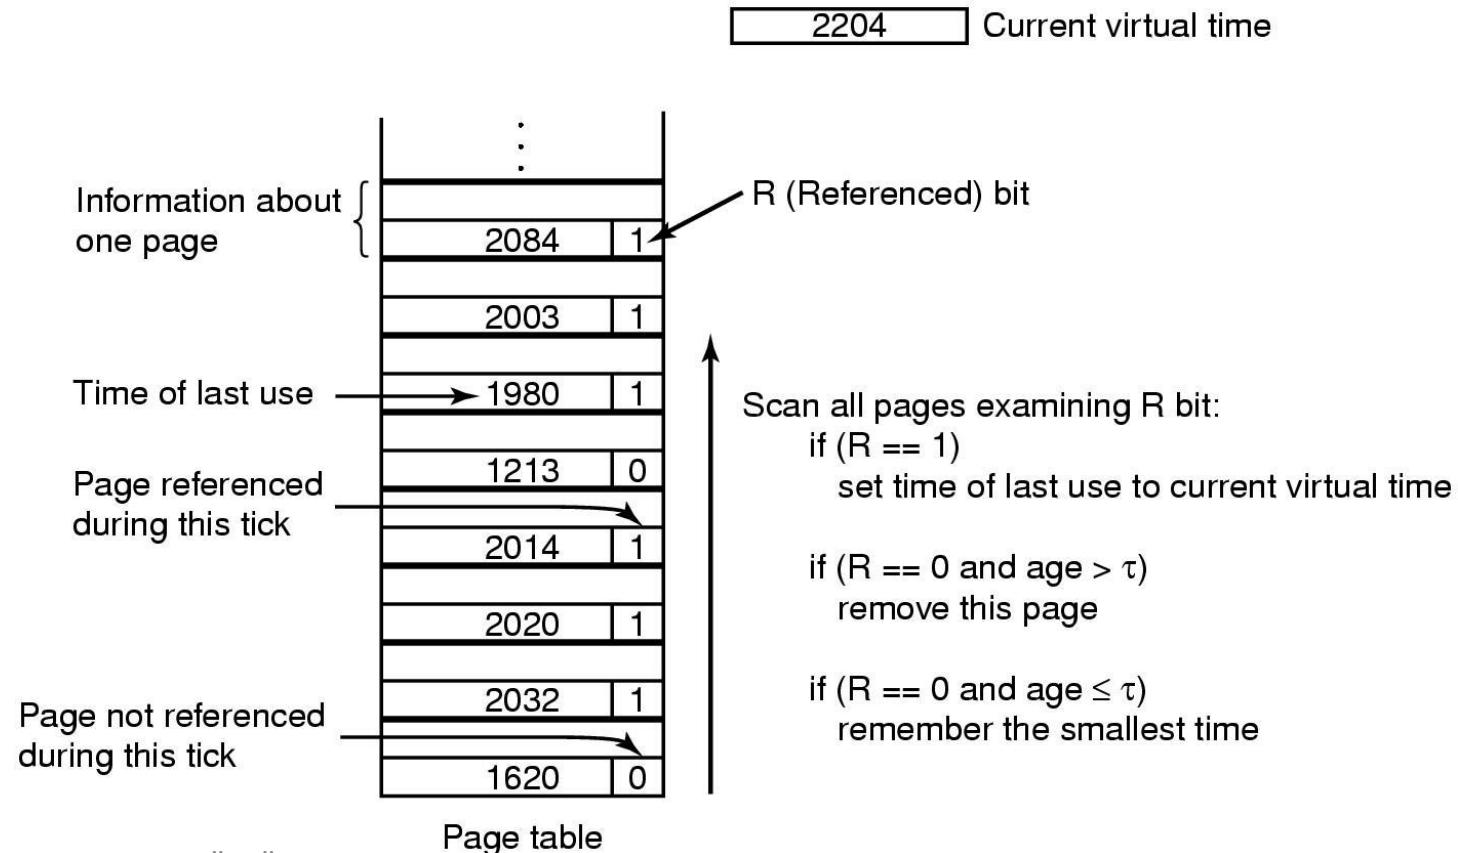 2204 Current virtual time
Information about
one page
R (Referenced) bit
2084 1
2003 1
Time of last use
1980 1
1213 0
Page referenced
during this tick
2014 1
2020 1
2032 1
Page not referenced
during this tick
1620 0
Page table
Scan all pages examining R bit:
if (R == 1)
set time of last use to current virtual time
if (R == 0 and age > τ)
remove this page
if (R == 0 and age ≤ τ)
remember the smallest time